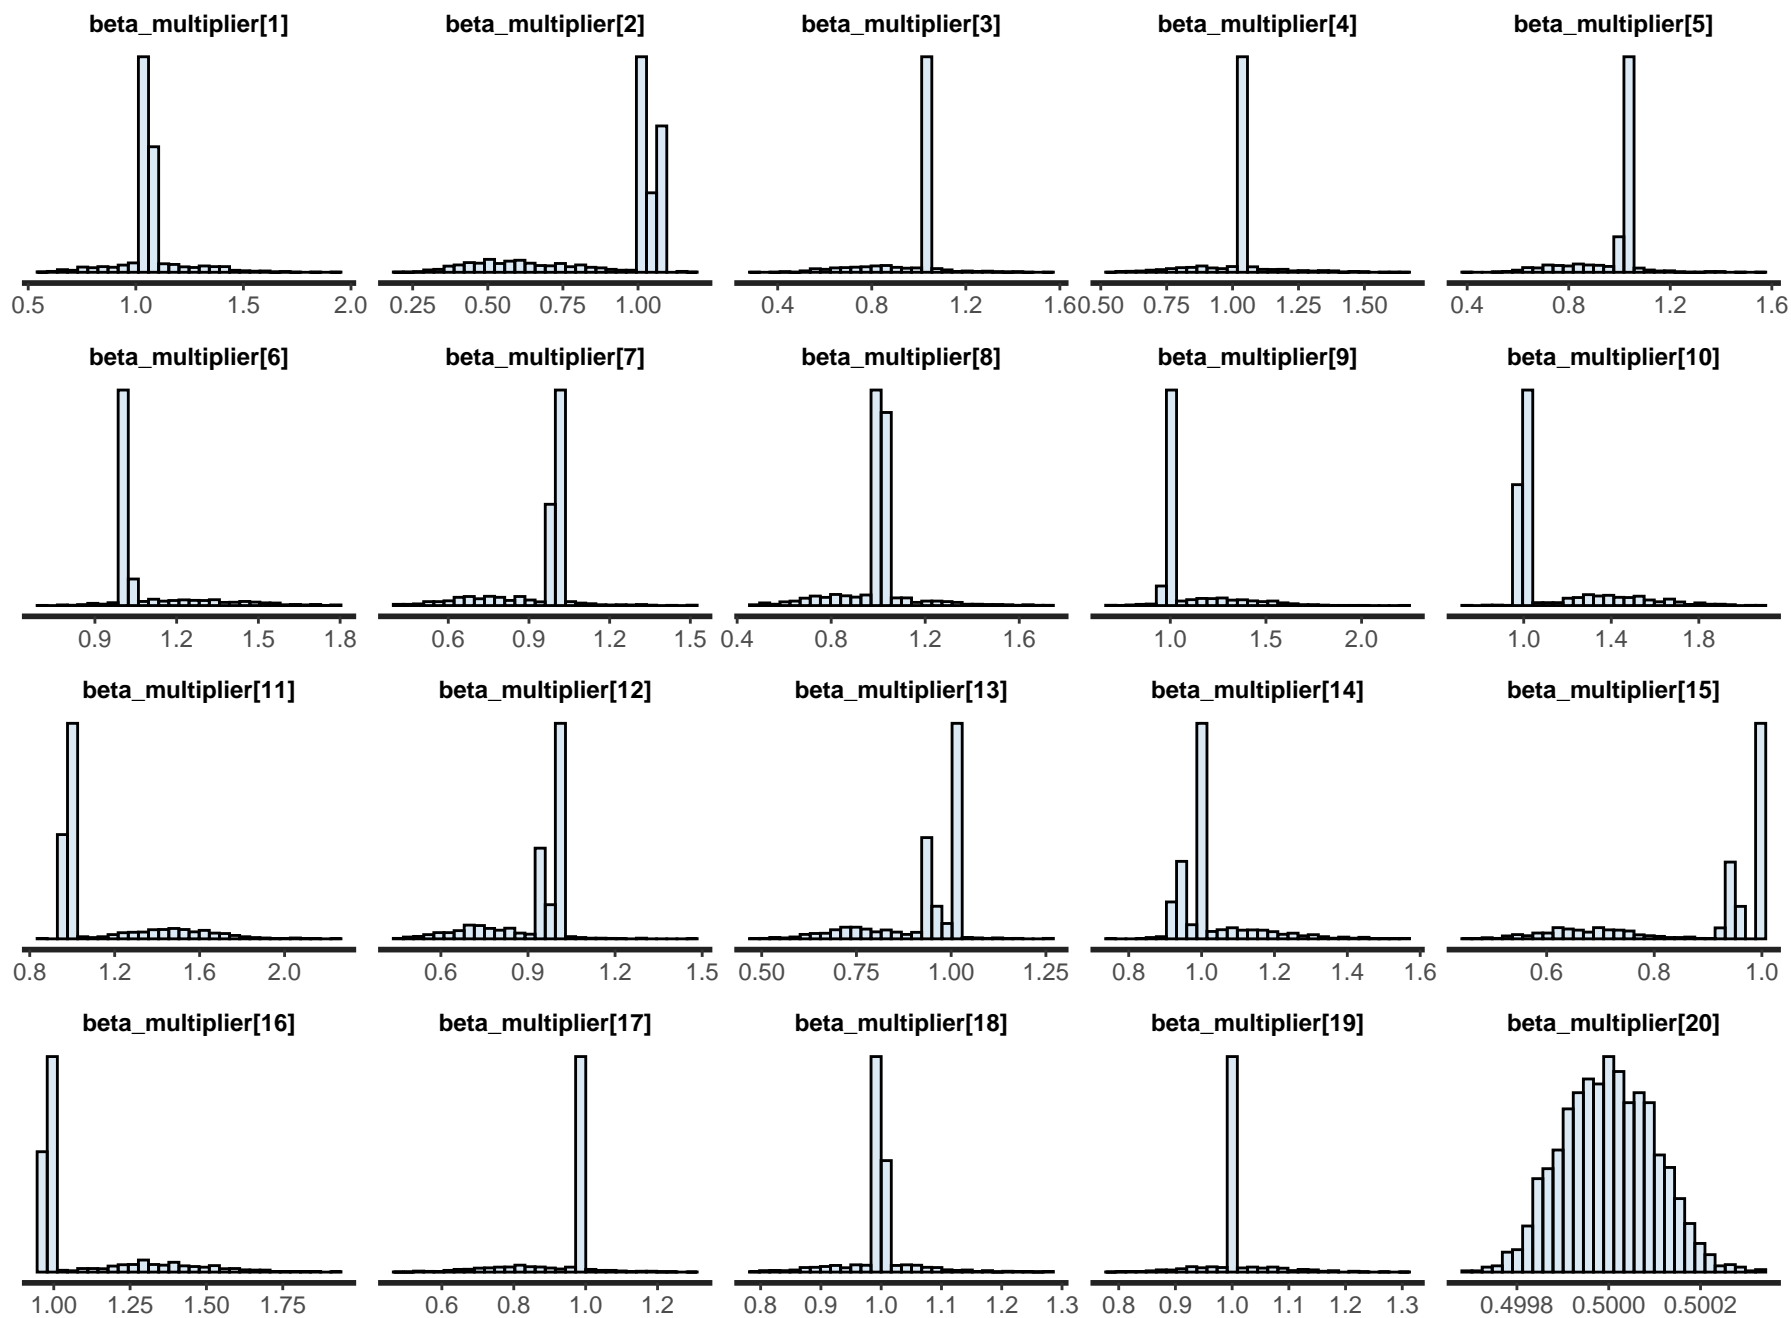 beta_multiplier[1] beta_multiplier[2] beta_multiplier[3] beta_multiplier[4] beta_multiplier[5]
0.5 1.0 1.5 2.0 0.25 0.50 0.75 1.00 0.4 0.8 1.2 1.6 0.50 0.75 1.00 1.25 1.50 0.4 0.8 1.2 1.6
beta_multiplier[6] beta_multiplier[7] beta_multiplier[8] beta_multiplier[9] beta_multiplier[10]
0.9 1.2 1.5 1.8 0.6 0.9 1.2 1.5 0.4 0.8 1.2 1.6 1.0 1.5 2.0 1.0 1.4 1.8
beta_multiplier[11] beta_multiplier[12] beta_multiplier[13] beta_multiplier[14] beta_multiplier[15]
0.8 1.2 1.6 2.0 0.6 0.9 1.2 1.5 0.50 0.75 1.00 1.25 0.8 1.0 1.2 1.4 1.6 0.6 0.8 1.0
beta_multiplier[16] beta_multiplier[17] beta_multiplier[18] beta_multiplier[19] beta_multiplier[20]
1.00 1.25 1.50 1.75 0.6 0.8 1.0 1.2 0.8 0.9 1.0 1.1 1.2 1.3 0.8 0.9 1.0 1.1 1.2 1.3 0.4998 0.5000 0.5002